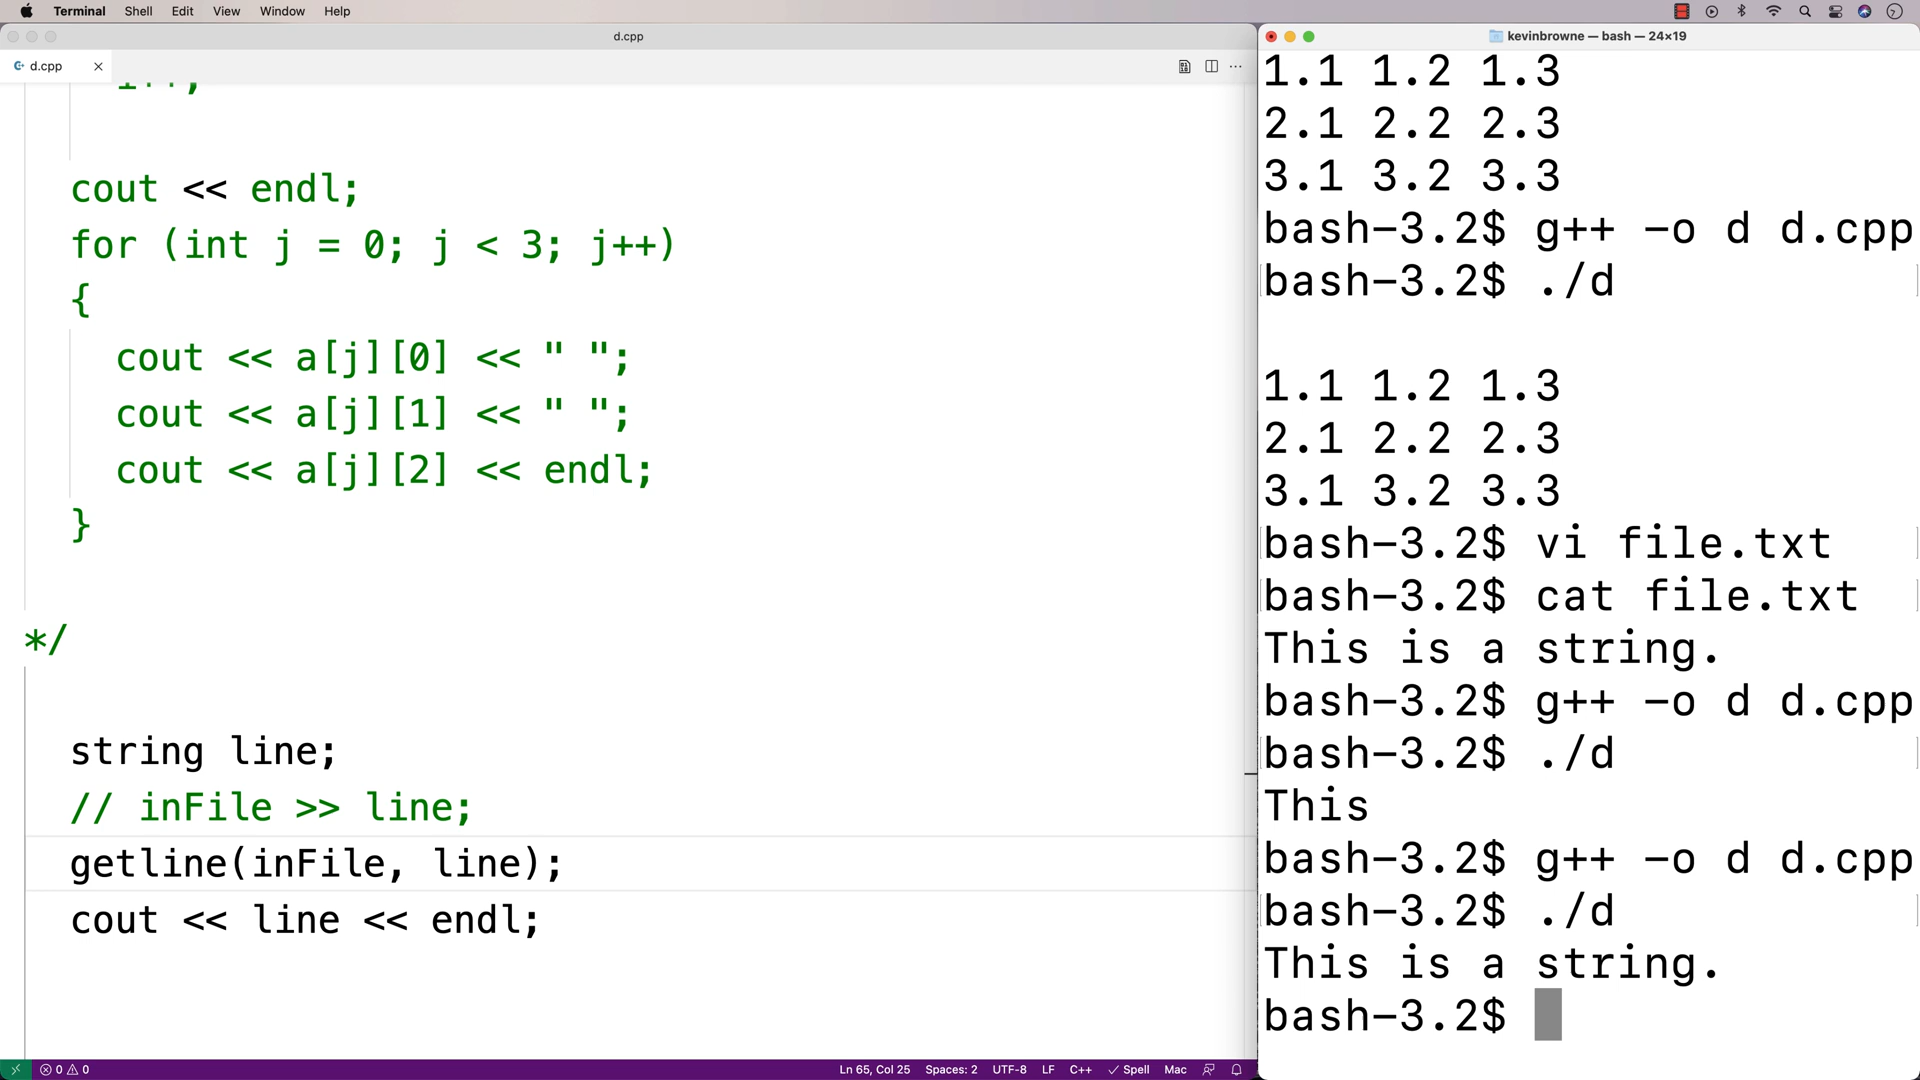 Terminal Shell Edit View Window Help
d.cpp
d.cpp
i++;
cout << endl;
for (int j = 0; j < 3; j++)
{
cout << a[j][0] << " ";
cout << a[j][1] << " ";
cout << a[j][2] << endl;
}
*/
string line;
// inFile >> line;
getline(inFile, line);
cout << line << endl;
0 0 Ln 65, Col 25 Spaces: 2 UTF-8 LF C++ Spell Mac
kevinbrowne — bash — 24×19
1.1 1.2 1.3
2.1 2.2 2.3
3.1 3.2 3.3
bash-3.2$ g++ -o d d.cpp
bash-3.2$ ./d
1.1 1.2 1.3
2.1 2.2 2.3
3.1 3.2 3.3
bash-3.2$ vi file.txt
bash-3.2$ cat file.txt
This is a string.
bash-3.2$ g++ -o d d.cpp
bash-3.2$ ./d
This
bash-3.2$ g++ -o d d.cpp
bash-3.2$ ./d
This is a string.
bash-3.2$